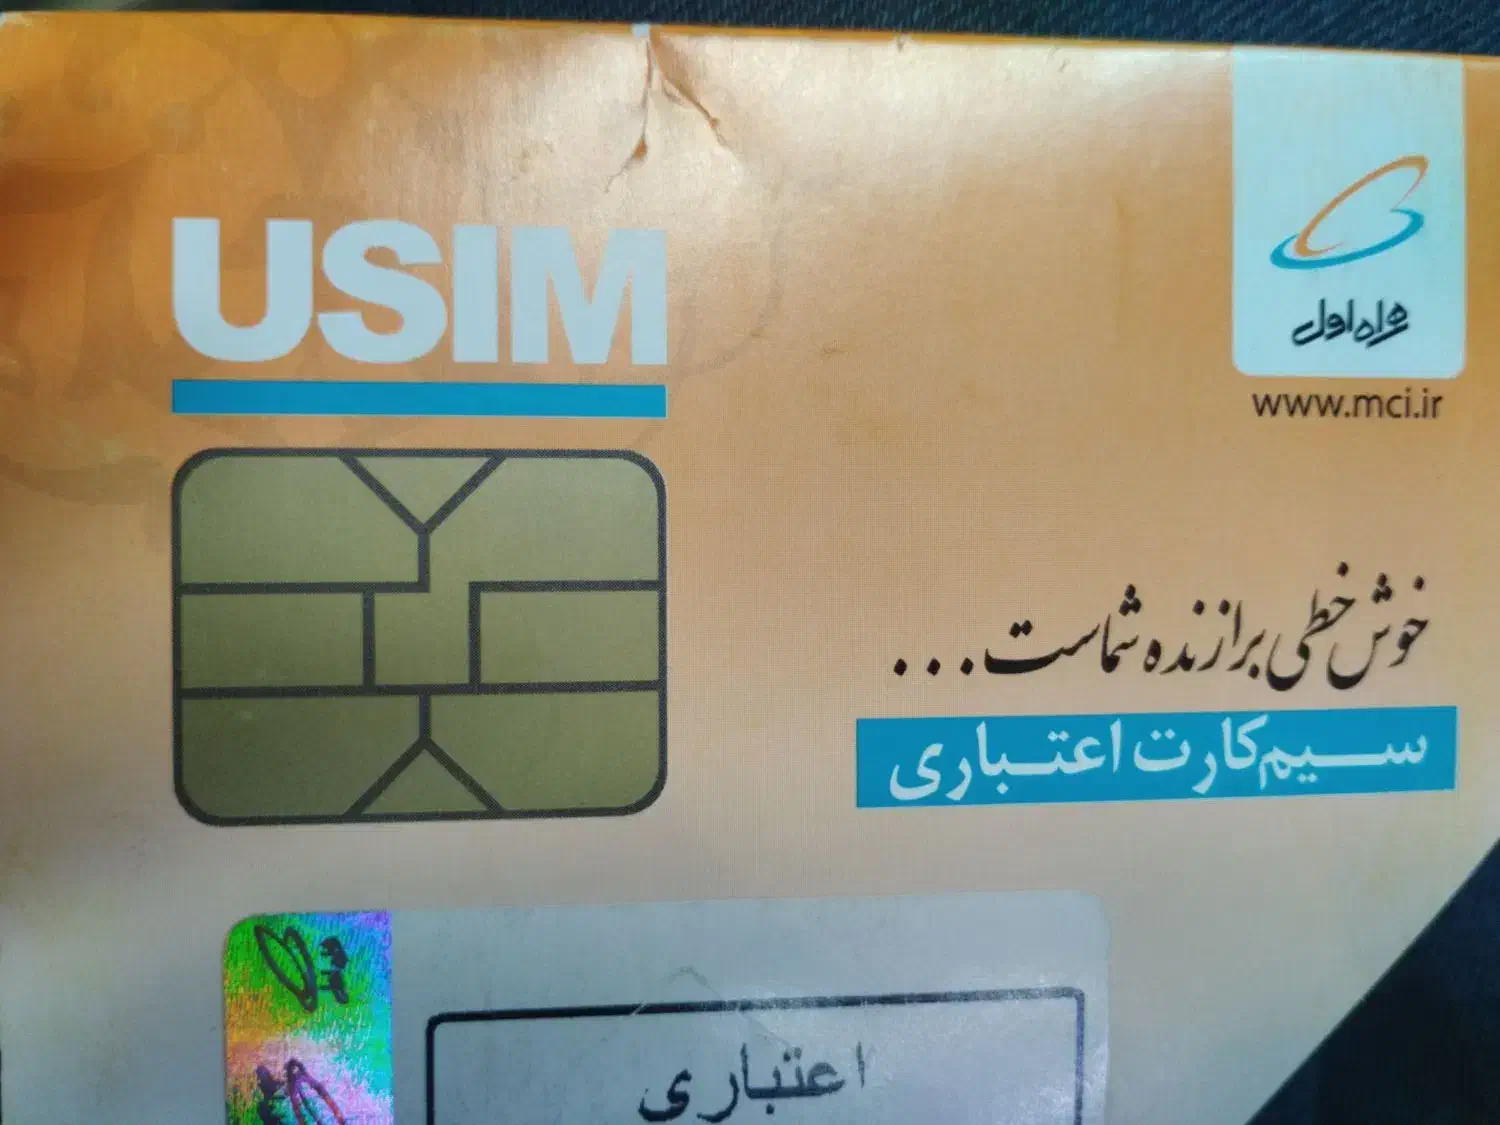 USIM
همراه اول
www.mci.ir
خوش خطی برازنده شماست...
سیم‌کارت اعتباری
اعتباری